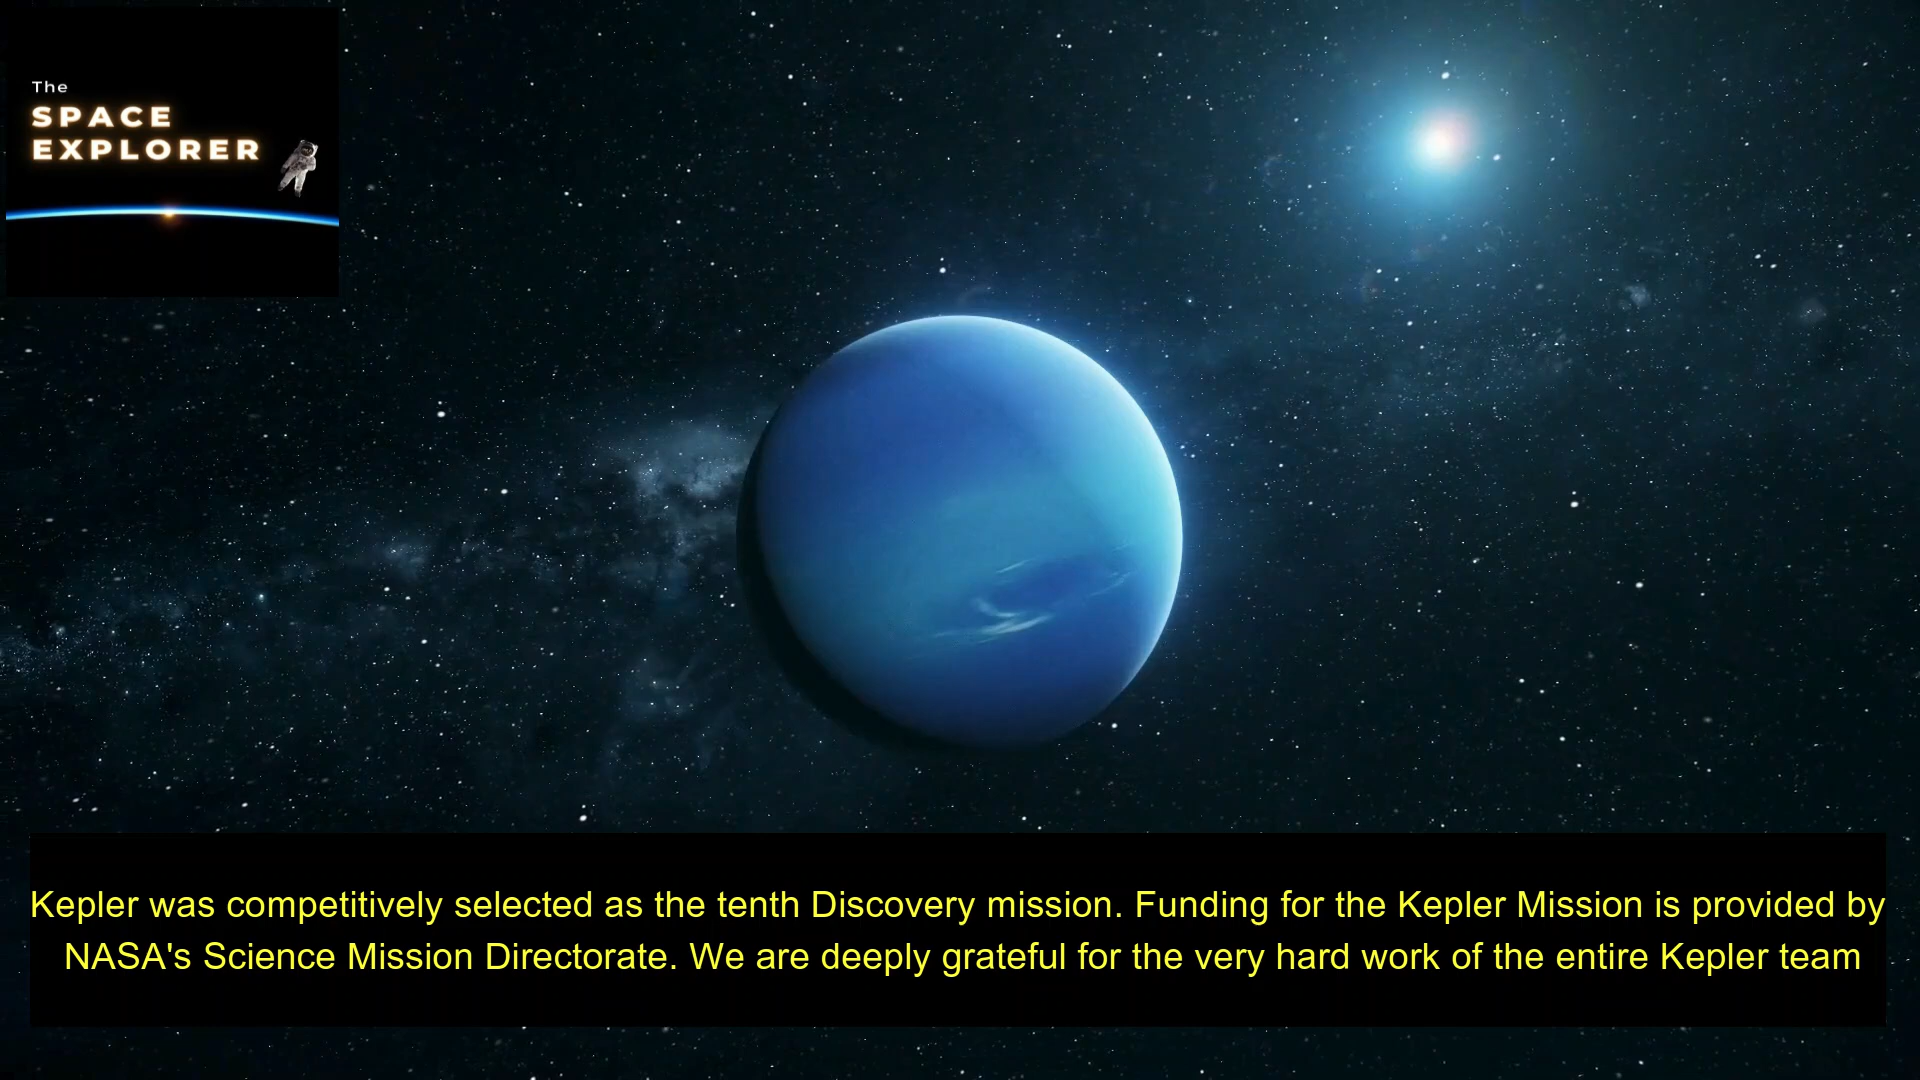 The
SPACE
EXPLORER
Kepler was competitively selected as the tenth Discovery mission. Funding for the Kepler Mission is provided by
NASA's Science Mission Directorate. We are deeply grateful for the very hard work of the entire Kepler team